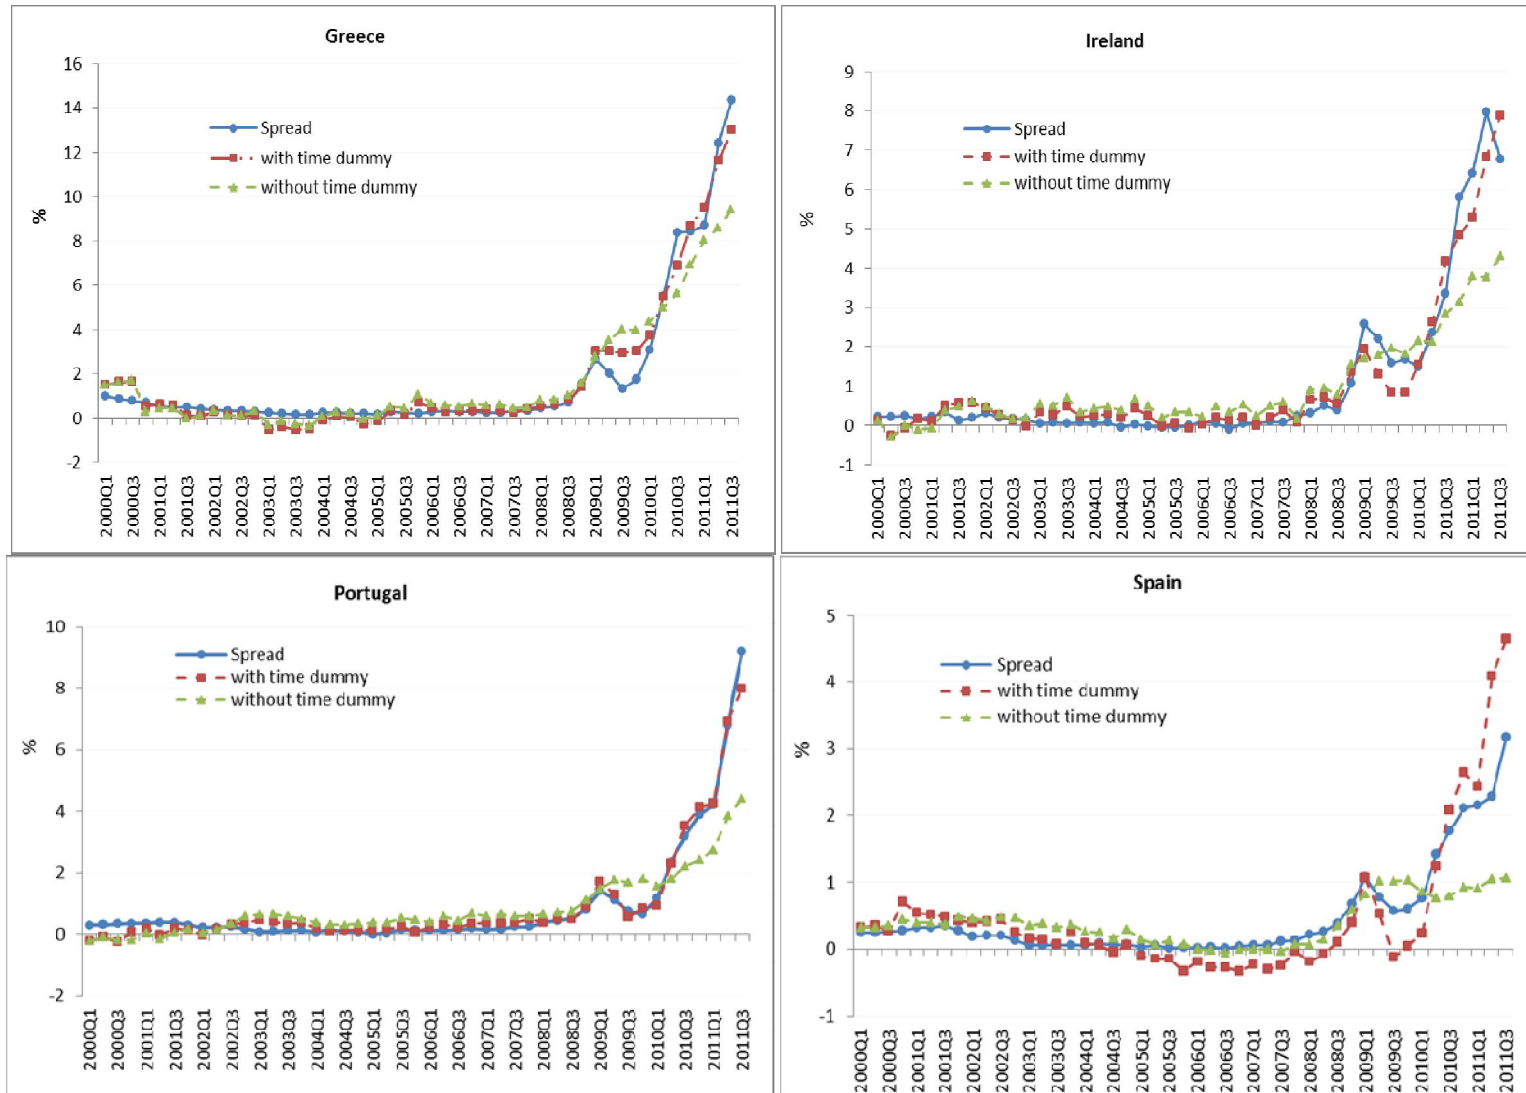 Greece
16
14
12
10
8
6
4
2
0
-2
%
Spread
with time dummy
without time dummy
2000Q1
2000Q3
2001Q1
2001Q3
2002Q1
2002Q3
2003Q1
2003Q3
2004Q1
2004Q3
2005Q1
2005Q3
2006Q1
2006Q3
2007Q1
2007Q3
2008Q1
2008Q3
2009Q1
2009Q3
2010Q1
2010Q3
2011Q1
2011Q3
Ireland
9
8
7
6
5
4
3
2
1
0
-1
%
Spread
with time dummy
without time dummy
2000Q1
2000Q3
2001Q1
2001Q3
2002Q1
2002Q3
2003Q1
2003Q3
2004Q1
2004Q3
2005Q1
2005Q3
2006Q1
2006Q3
2007Q1
2007Q3
2008Q1
2008Q3
2009Q1
2009Q3
2010Q1
2010Q3
2011Q1
2011Q3
Portugal
10
8
6
4
2
0
-2
%
Spread
with time dummy
without time dummy
2000Q1
2000Q3
2001Q1
2001Q3
2002Q1
2002Q3
2003Q1
2003Q3
2004Q1
2004Q3
2005Q1
2005Q3
2006Q1
2006Q3
2007Q1
2007Q3
2008Q1
2008Q3
2009Q1
2009Q3
2010Q1
2010Q3
2011Q1
2011Q3
Spain
5
4
3
2
1
0
-1
%
Spread
with time dummy
without time dummy
2000Q1
2000Q3
2001Q1
2001Q3
2002Q1
2002Q3
2003Q1
2003Q3
2004Q1
2004Q3
2005Q1
2005Q3
2006Q1
2006Q3
2007Q1
2007Q3
2008Q1
2008Q3
2009Q1
2009Q3
2010Q1
2010Q3
2011Q1
2011Q3